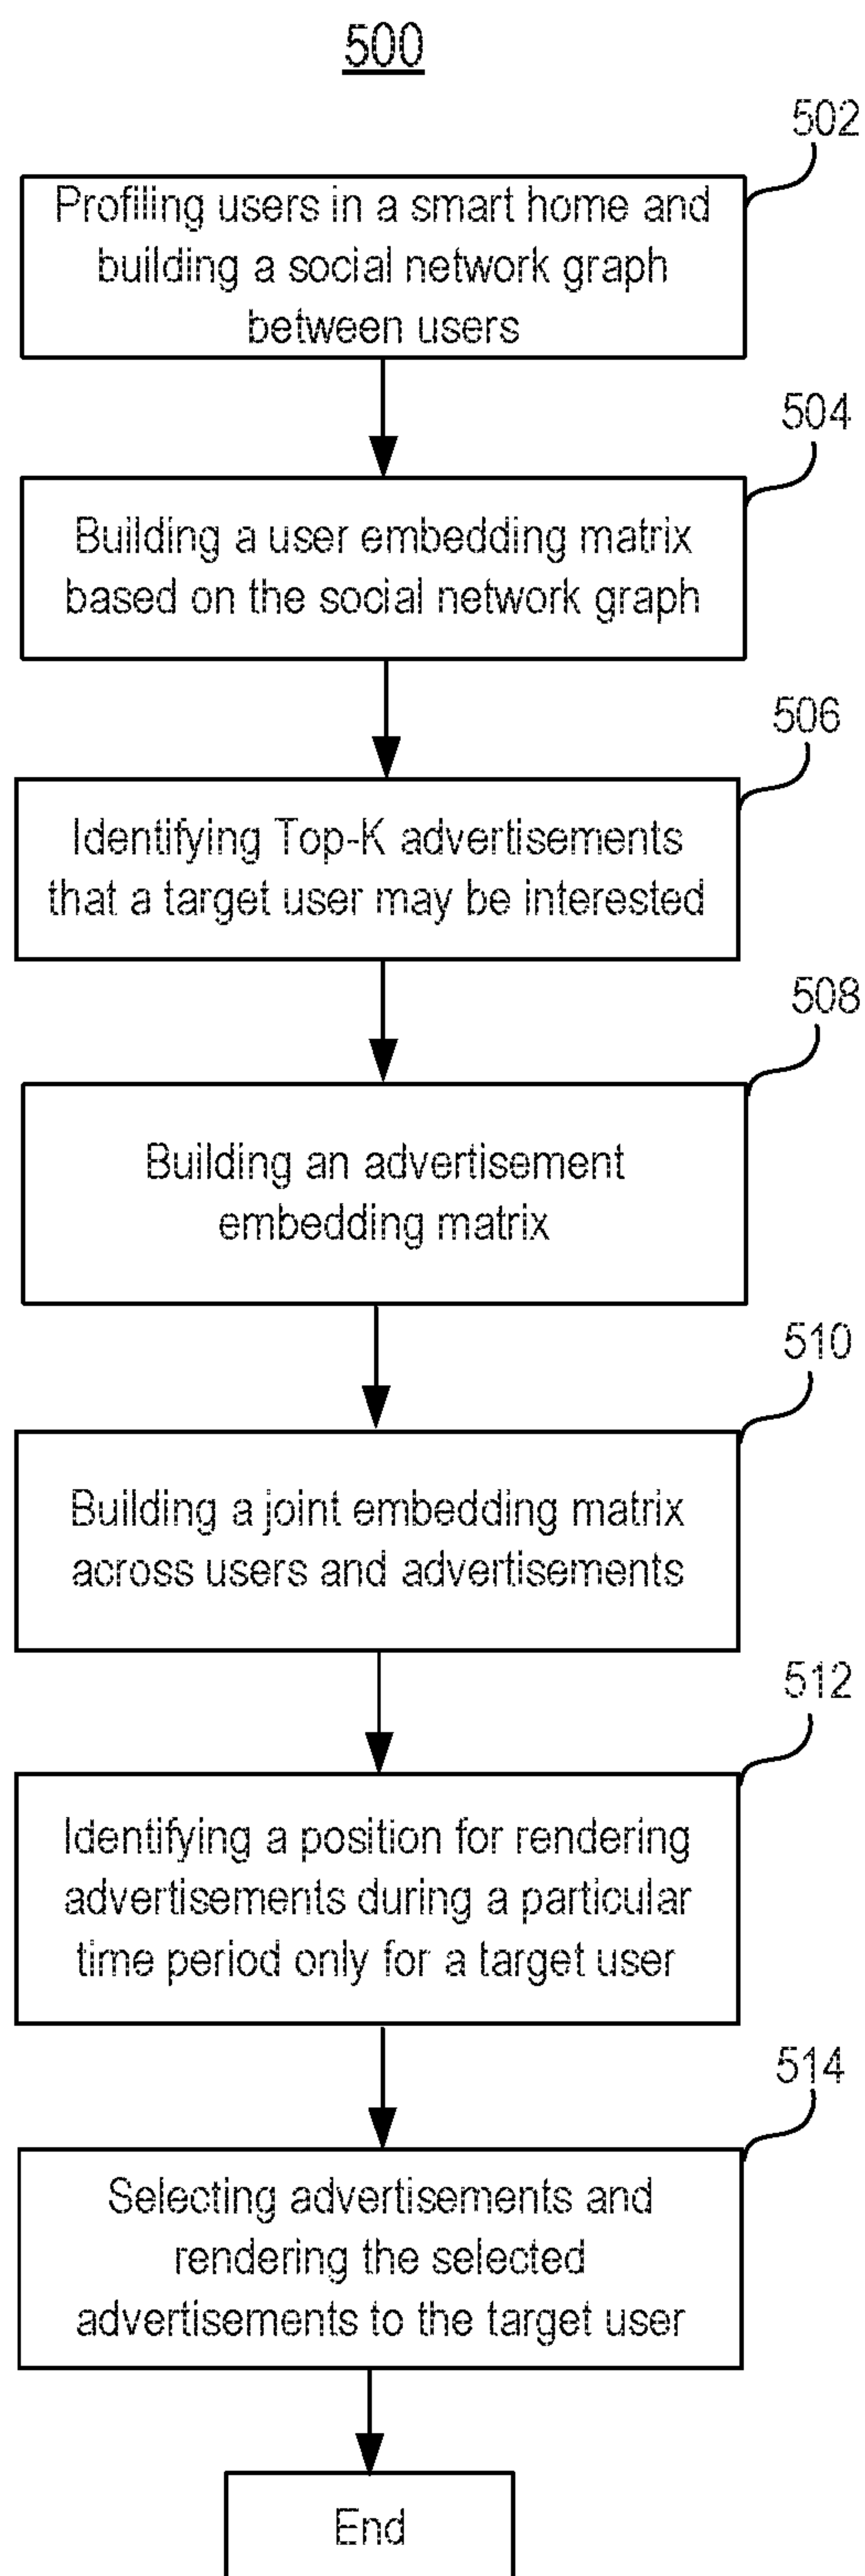 500
502
Profiling users in a smart home and
building a social network graph
between users
504
Building a user embedding matrix
based on the social network graph
506
Identifying Top-K advertisements
that a target user may be interested
508
Building an advertisement
embedding matrix
510
Building a joint embedding matrix
across users and advertisements
512
Identifying a position for rendering
advertisements during a particular
time period only for a target user
514
Selecting advertisements and
rendering the selected
advertisements to the target user
End